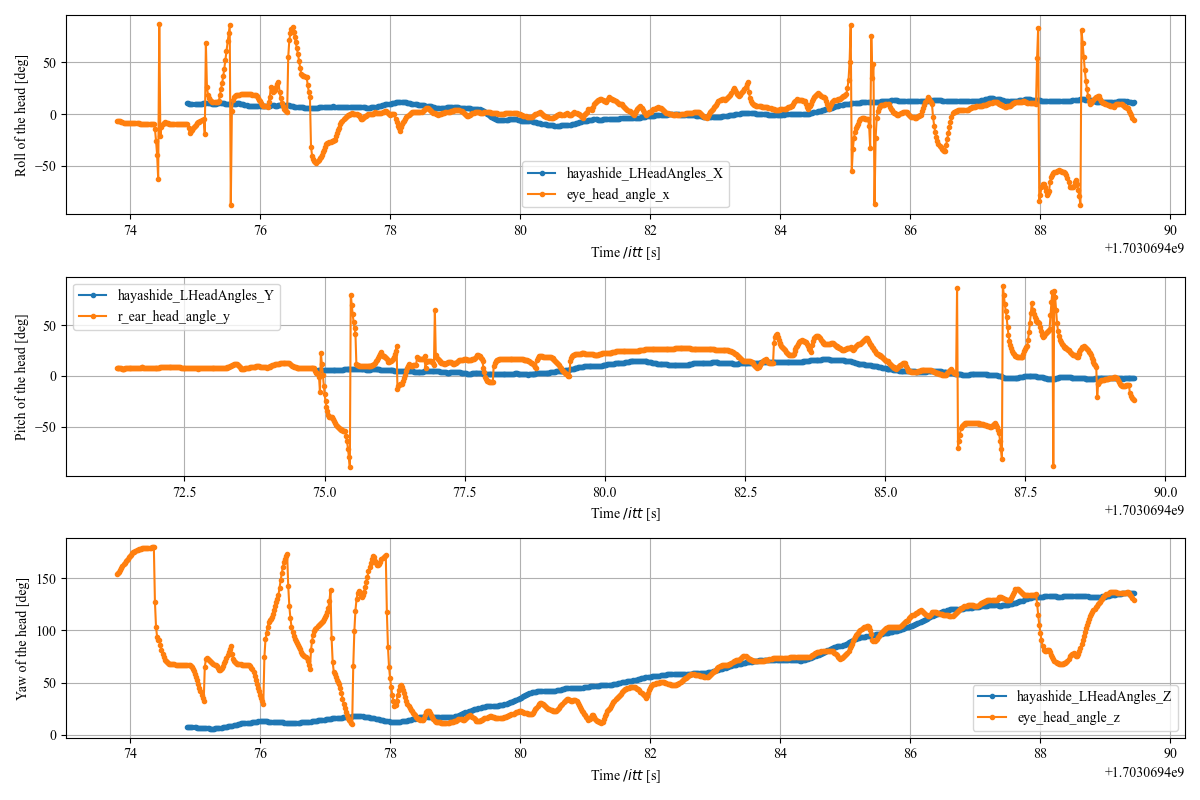 Roll of the head [deg]
50
0
−50
hayashide_LHeadAngles_X
eye_head_angle_x
74 76 78 80 82 84 86 88 90
Time /itt [s]
+1.7030694e9
Pitch of the head [deg]
50
0
−50
hayashide_LHeadAngles_Y
r_ear_head_angle_y
72.5 75.0 77.5 80.0 82.5 85.0 87.5 90.0
Time /itt [s]
+1.7030694e9
Yaw of the head [deg]
150
100
50
0
hayashide_LHeadAngles_Z
eye_head_angle_z
74 76 78 80 82 84 86 88 90
Time /itt [s]
+1.7030694e9